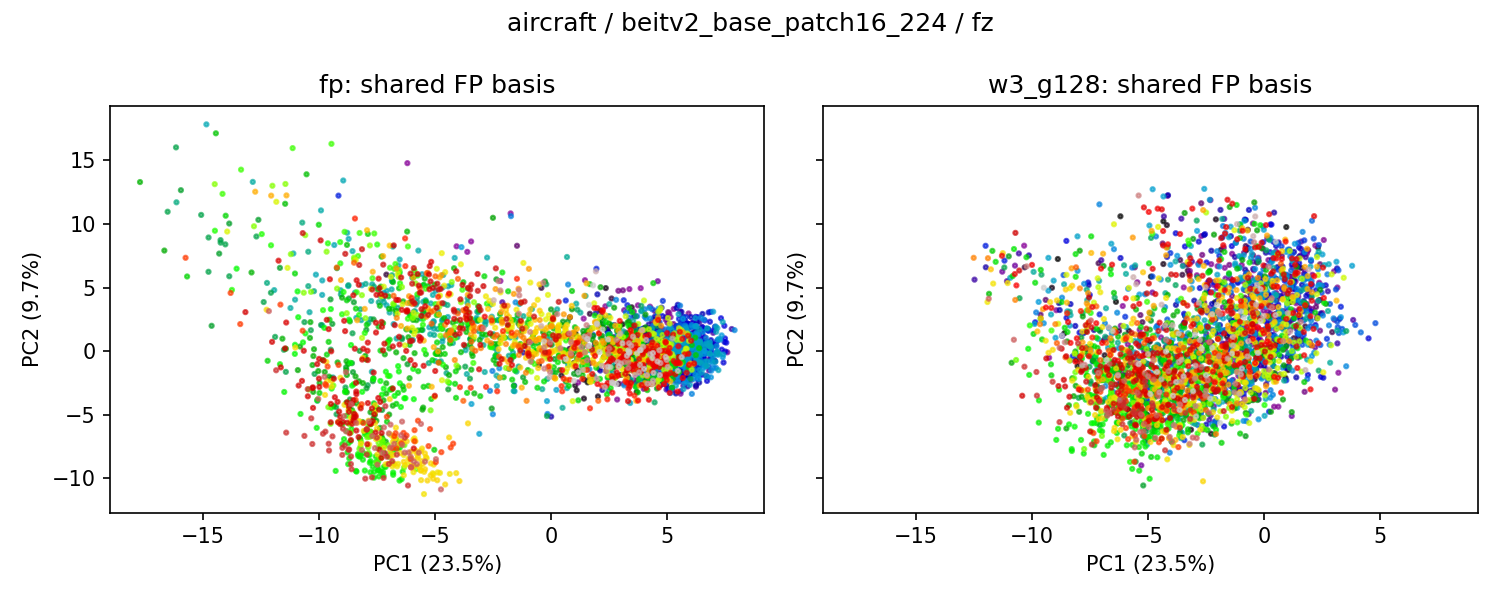 aircraft / beitv2_base_patch16_224 / fz
fp: shared FP basis
w3_g128: shared FP basis
PC2 (9.7%)
15
10
5
0
−5
−10
−15
−10
−5
0
5
PC1 (23.5%)
PC2 (9.7%)
−15
−10
−5
0
5
PC1 (23.5%)